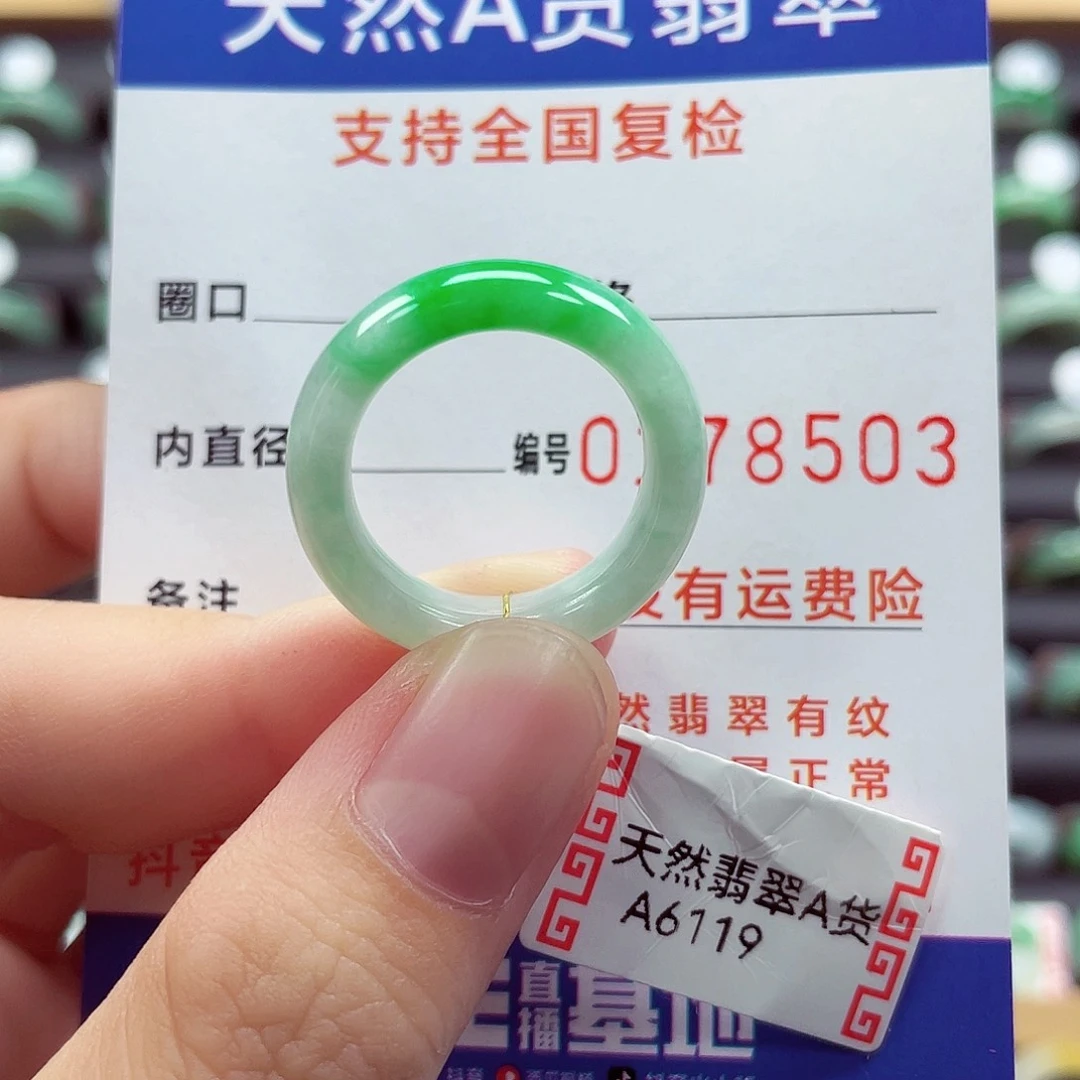 天然A货翡翠
支持全国复检
圈口
内直径 编号 0 78503
备注 有运费险
然翡翠有纹
正常
天然翡翠A货
A6119
直播基地